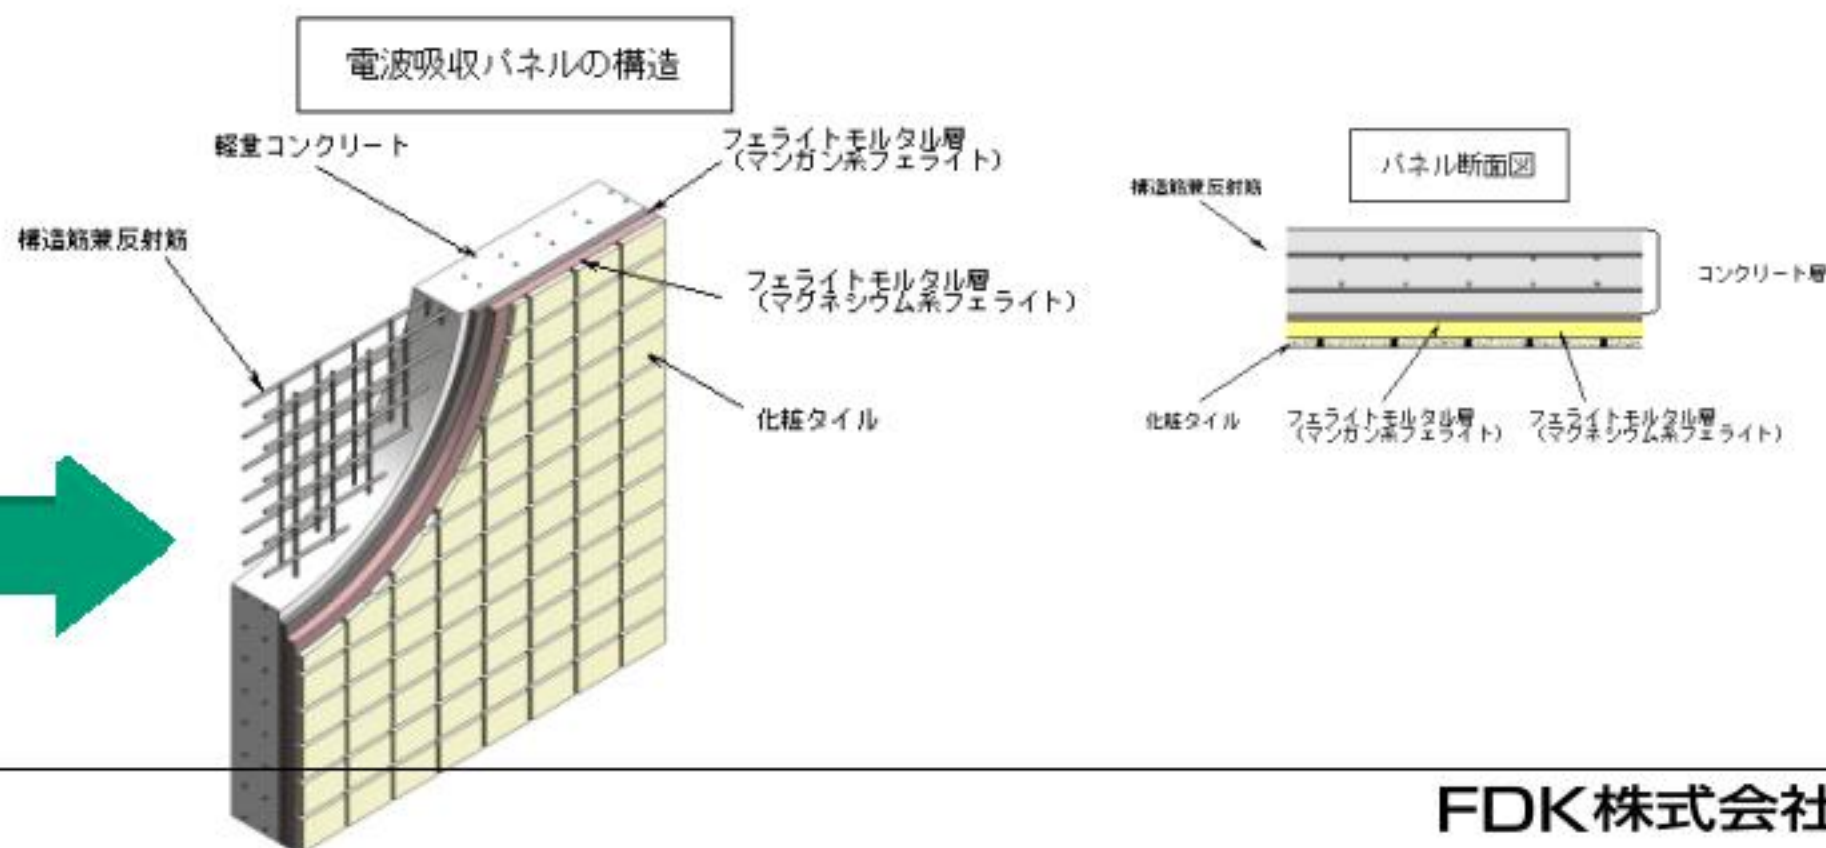 電波吸収パネルの構造
軽量コンクリート
フェライトモルタル層
（マンガン系フェライト）
構造筋兼反射筋
フェライトモルタル層
（マグネシウム系フェライト）
化粧タイル
パネル断面図
構造筋兼反射筋
コンクリート層
化粧タイル
フェライトモルタル層
（マンガン系フェライト）
フェライトモルタル層
（マグネシウム系フェライト）
FDK株式会社